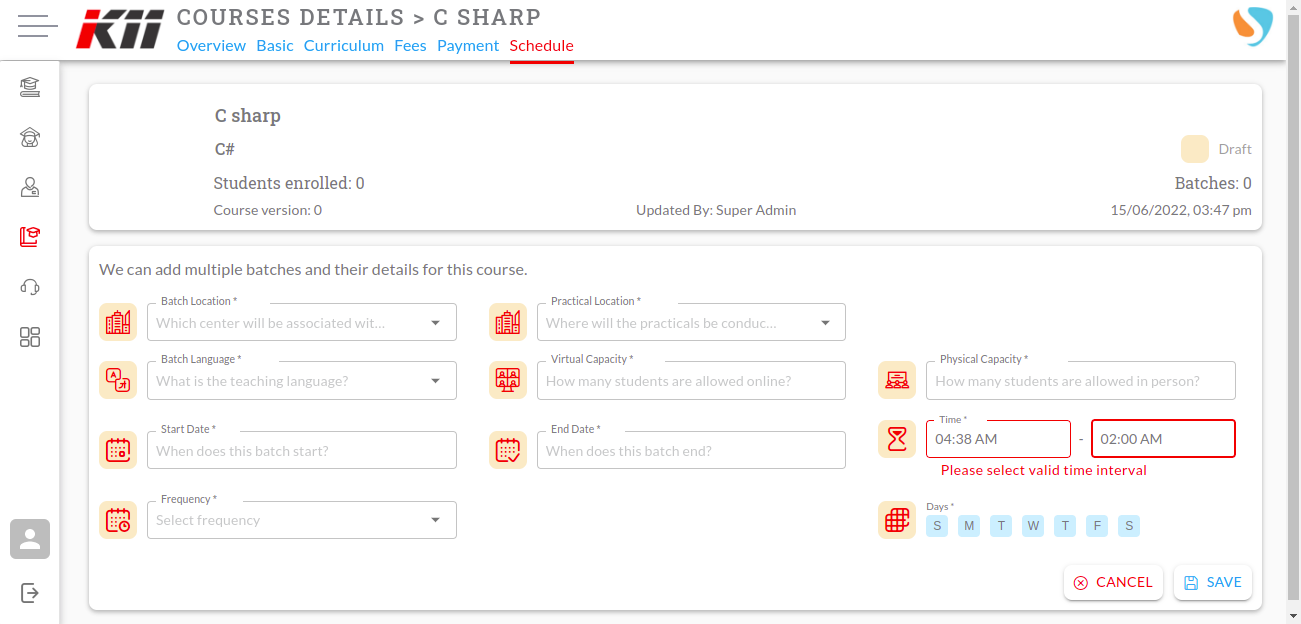 COURSES DETAILS > C SHARP
KII
Overview Basic Curriculum Fees Payment Schedule
C sharp
C#
Draft
Students enrolled: 0
Batches: 0
Course version: 0
Updated By: Super Admin
15/06/2022, 03:47 pm
We can add multiple batches and their details for this course.
Batch Location *
Which center will be associated wit...
Practical Location *
Where will the practicals be conduc...
Batch Language *
What is the teaching language?
Virtual Capacity *
How many students are allowed online?
Physical Capacity *
How many students are allowed in person?
Start Date *
When does this batch start?
End Date *
When does this batch end?
Time *
04:38 AM - 02:00 AM
Please select valid time interval
Frequency *
Select frequency
Days *
S M T W T F S
CANCEL
SAVE